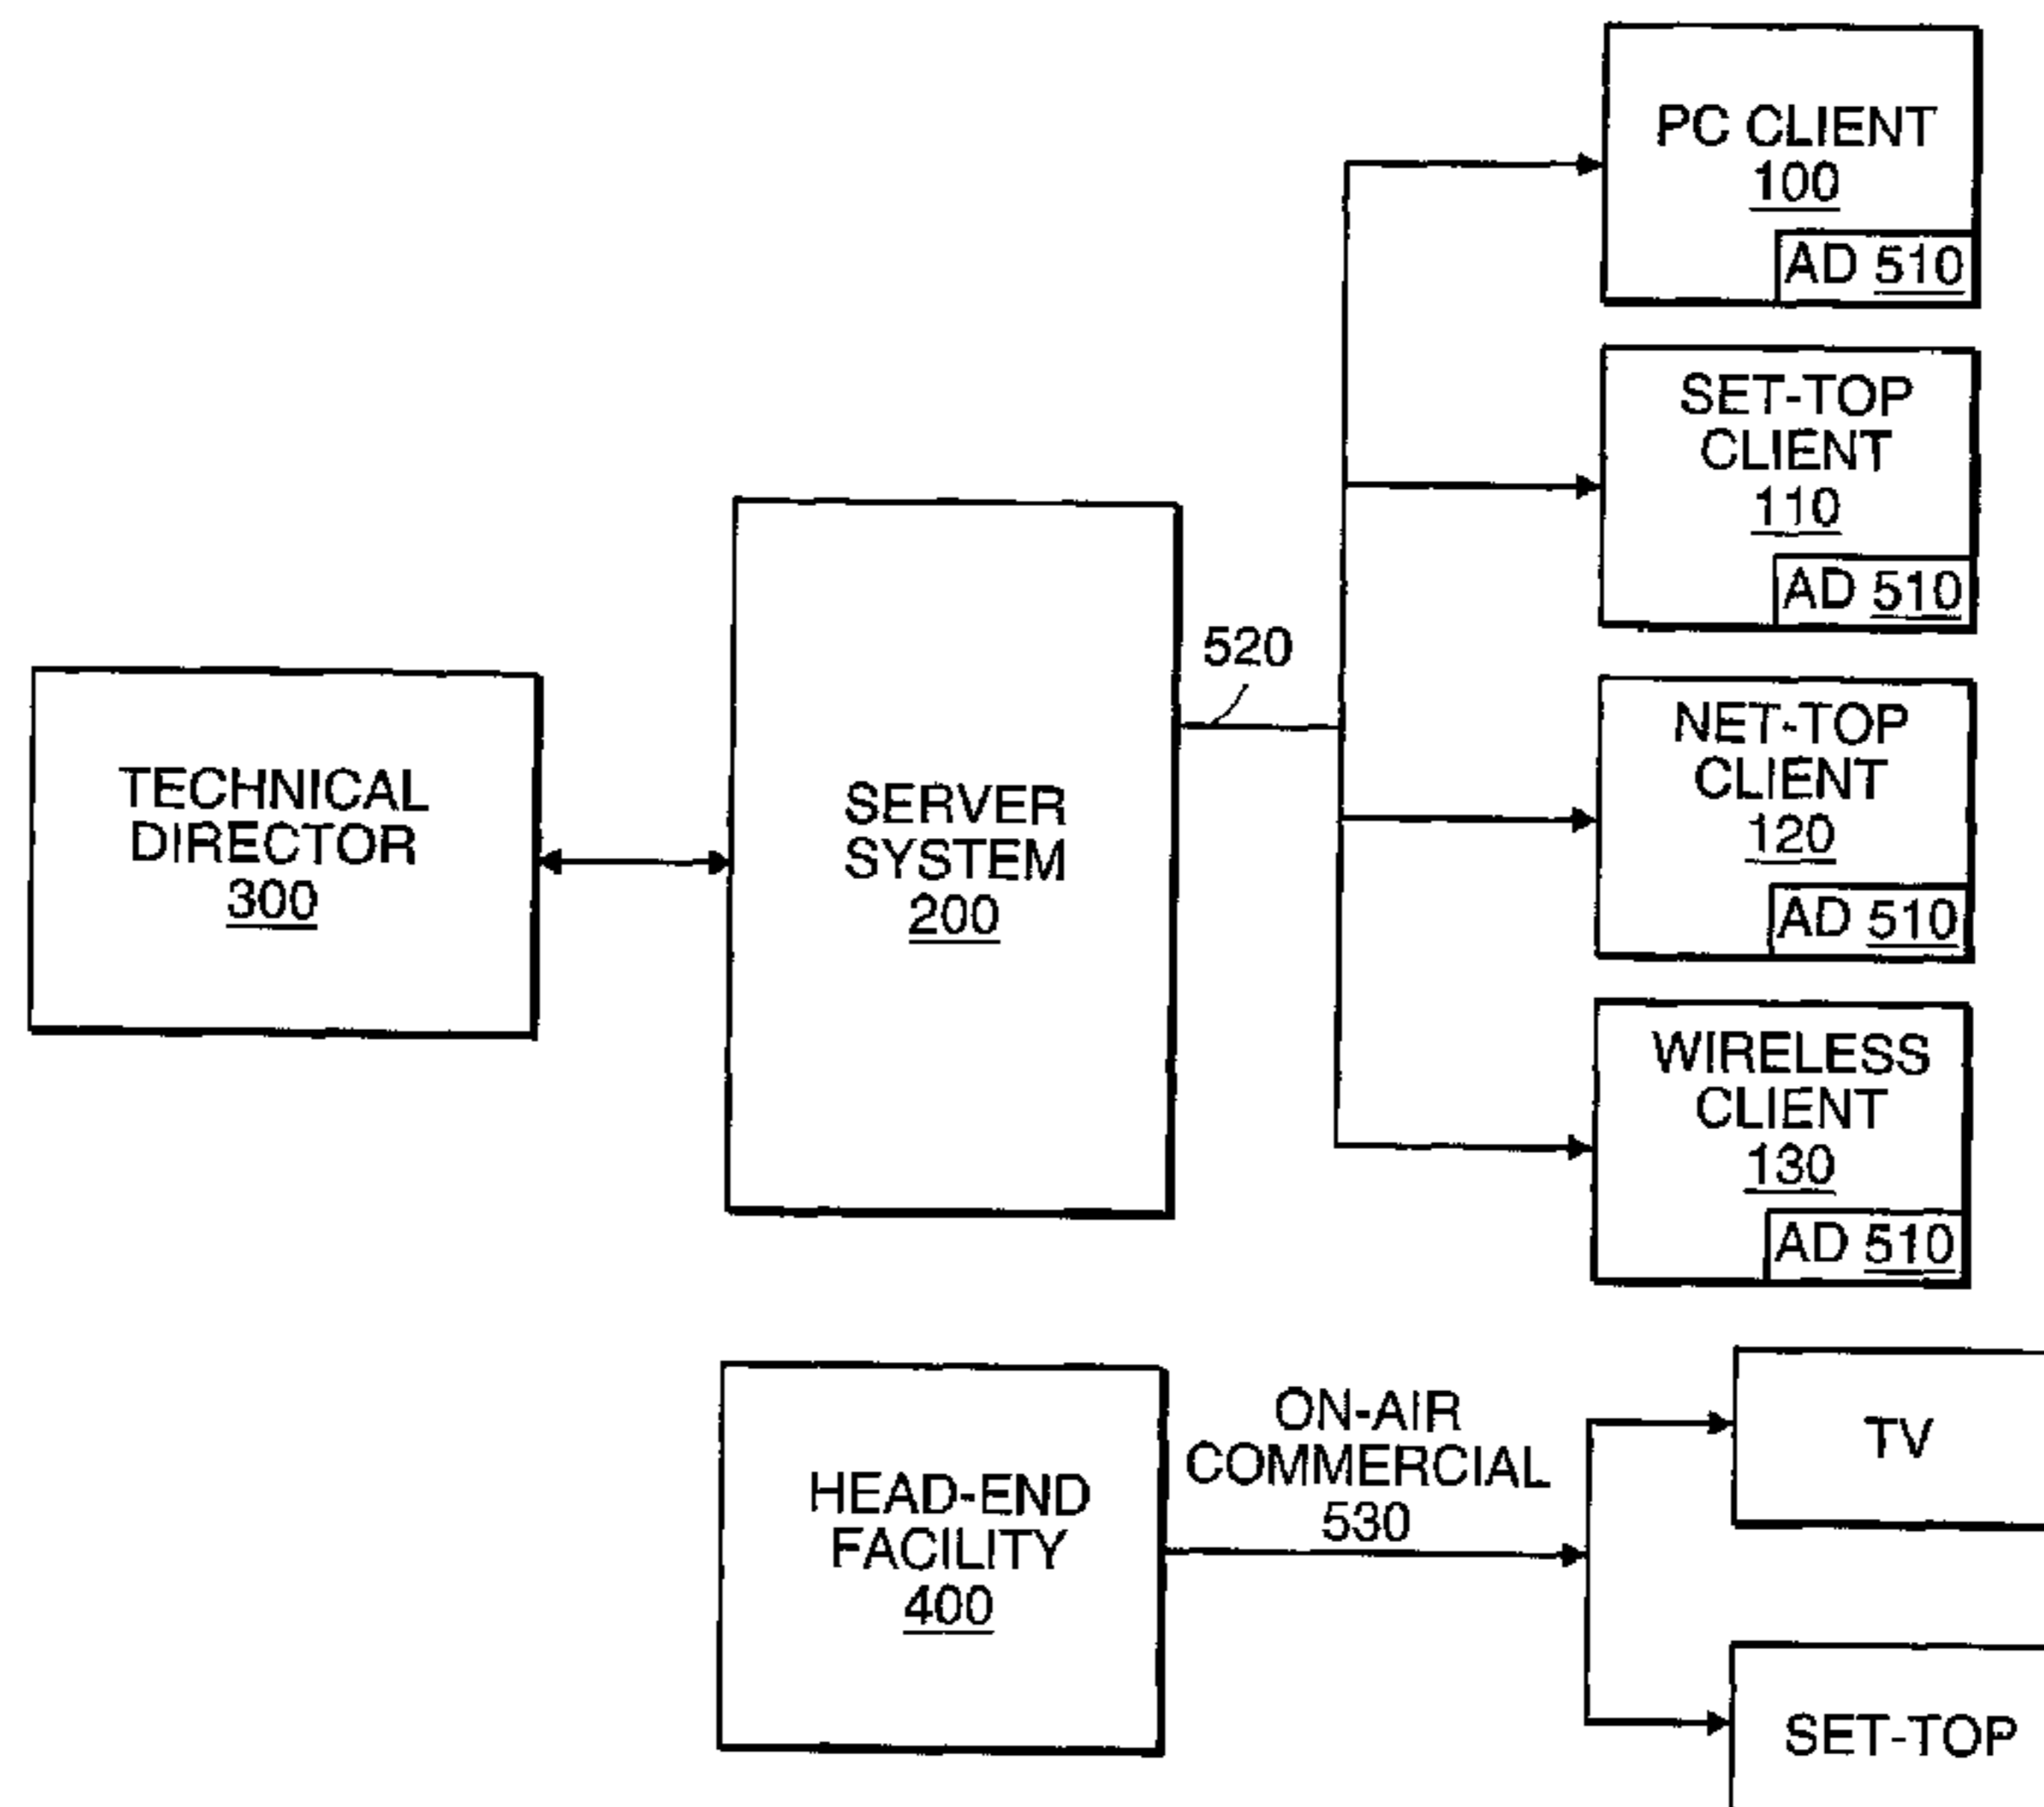 PC CLIENT
100
AD 510
SET-TOP
CLIENT
110
AD 510
520
NET-TOP
CLIENT
120
AD 510
TECHNICAL
DIRECTOR
300
SERVER
SYSTEM
200
WIRELESS
CLIENT
130
AD 510
ON-AIR
COMMERCIAL
530
TV
HEAD-END
FACILITY
400
SET-TOP